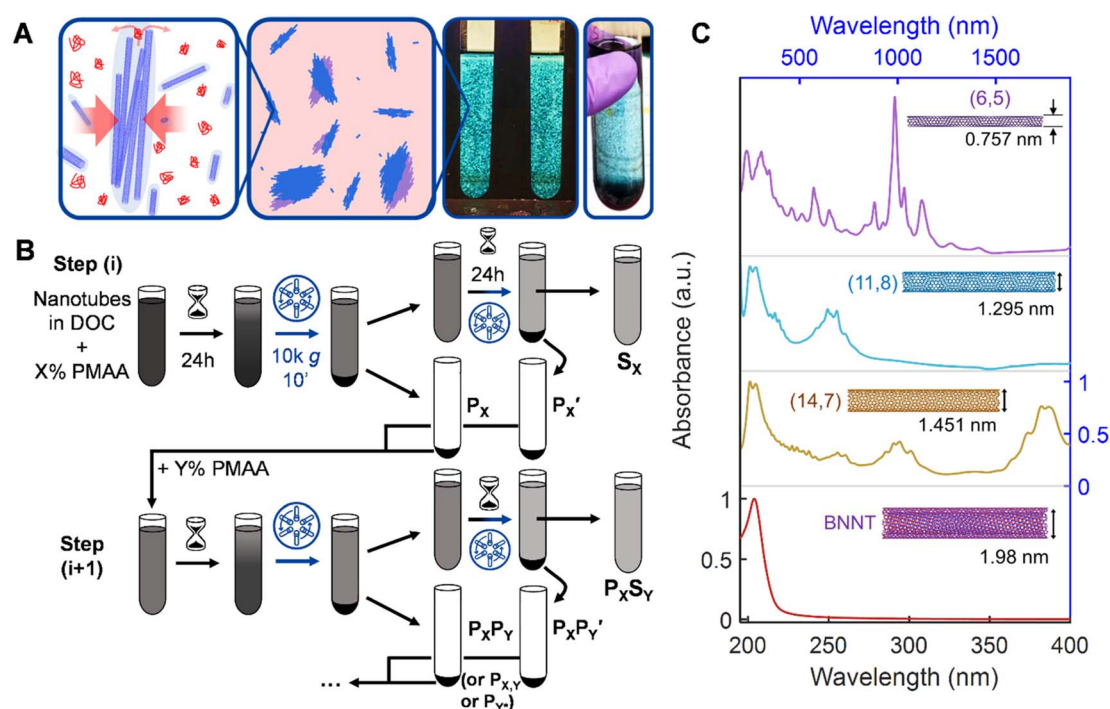 A
B
Step (i)
Nanotubes
in DOC
+
X% PMAA
24h
10k g
10'
24h
S_X
P_X
P_X′
+ Y% PMAA
Step
(i+1)
P_XS_Y
P_XP_Y
P_XP_Y′
(or P_X,Y
or P_Y*)
...
C
Wavelength (nm)
500 1000 1500
(6,5)
0.757 nm
(11,8)
1.295 nm
(14,7)
1.451 nm
1
0.5
0
BNNT
1.98 nm
1
0.5
0
Absorbance (a.u.)
200 250 300 350 400
Wavelength (nm)